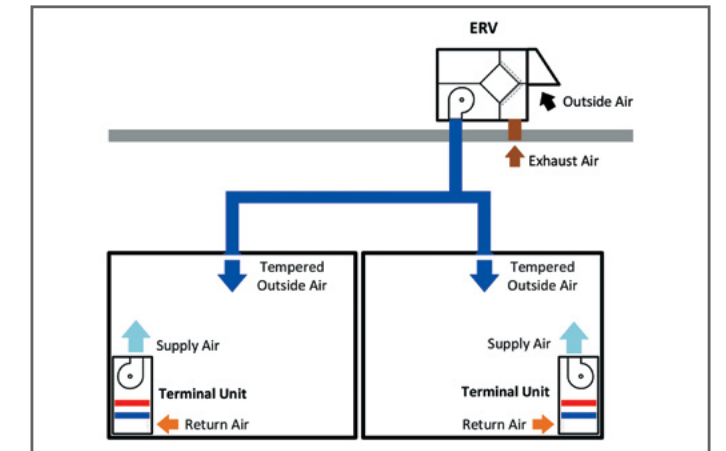 ERV
Outside Air
Exhaust Air
Tempered
Outside Air
Tempered
Outside Air
Supply Air
Supply Air
Terminal Unit
Terminal Unit
Return Air
Return Air